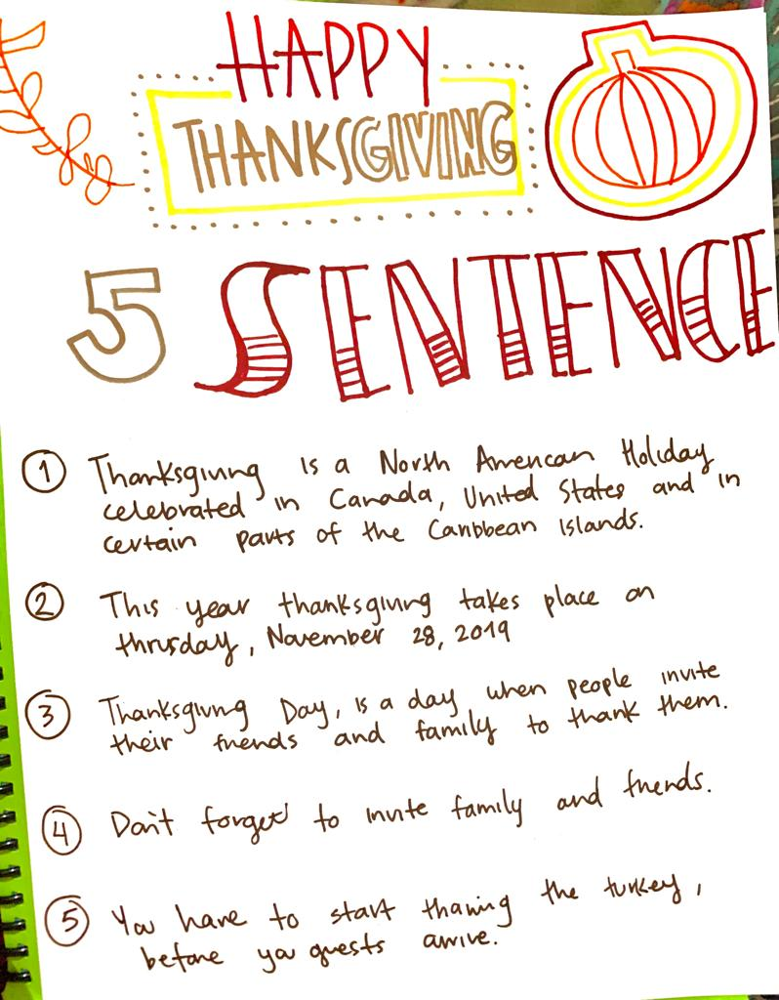 HAPPY
THANKSGIVING
5 SENTENCE
1 Thanksgiving is a North American Holiday
celebrated in Canada, United States and in
certain parts of the Caribbean Islands.
2 This year thanksgiving takes place on
thrusday, November 28, 2019
3 Thanksgiving Day, is a day when people invite
their friends and family to thank them.
4 Don't forget to invite family and friends.
5 You have to start thawing the turkey,
before you guests arrive.